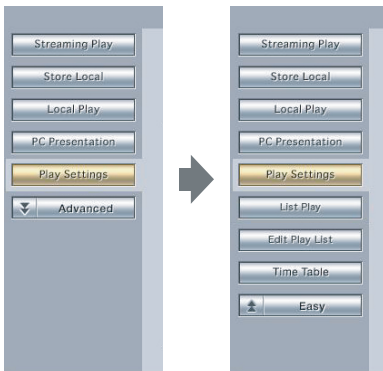 Streaming Play
Store Local
Local Play
PC Presentation
Play Settings
Advanced
Streaming Play
Store Local
Local Play
PC Presentation
Play Settings
List Play
Edit Play List
Time Table
Easy